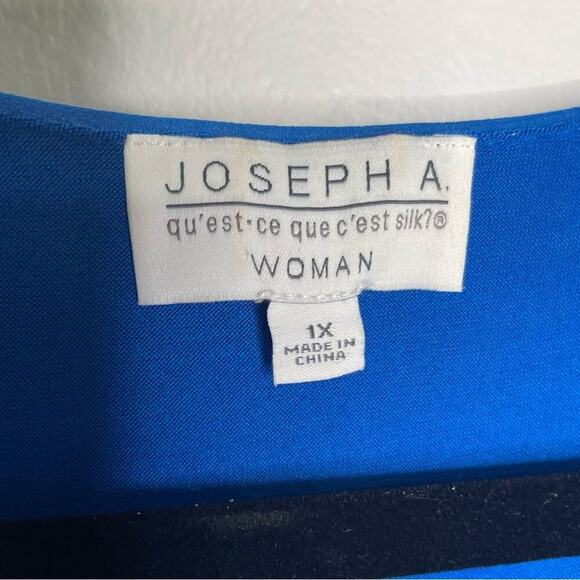 JOSEPH A.
qu'est-ce que c'est silk?®
WOMAN
1X
MADE IN
CHINA